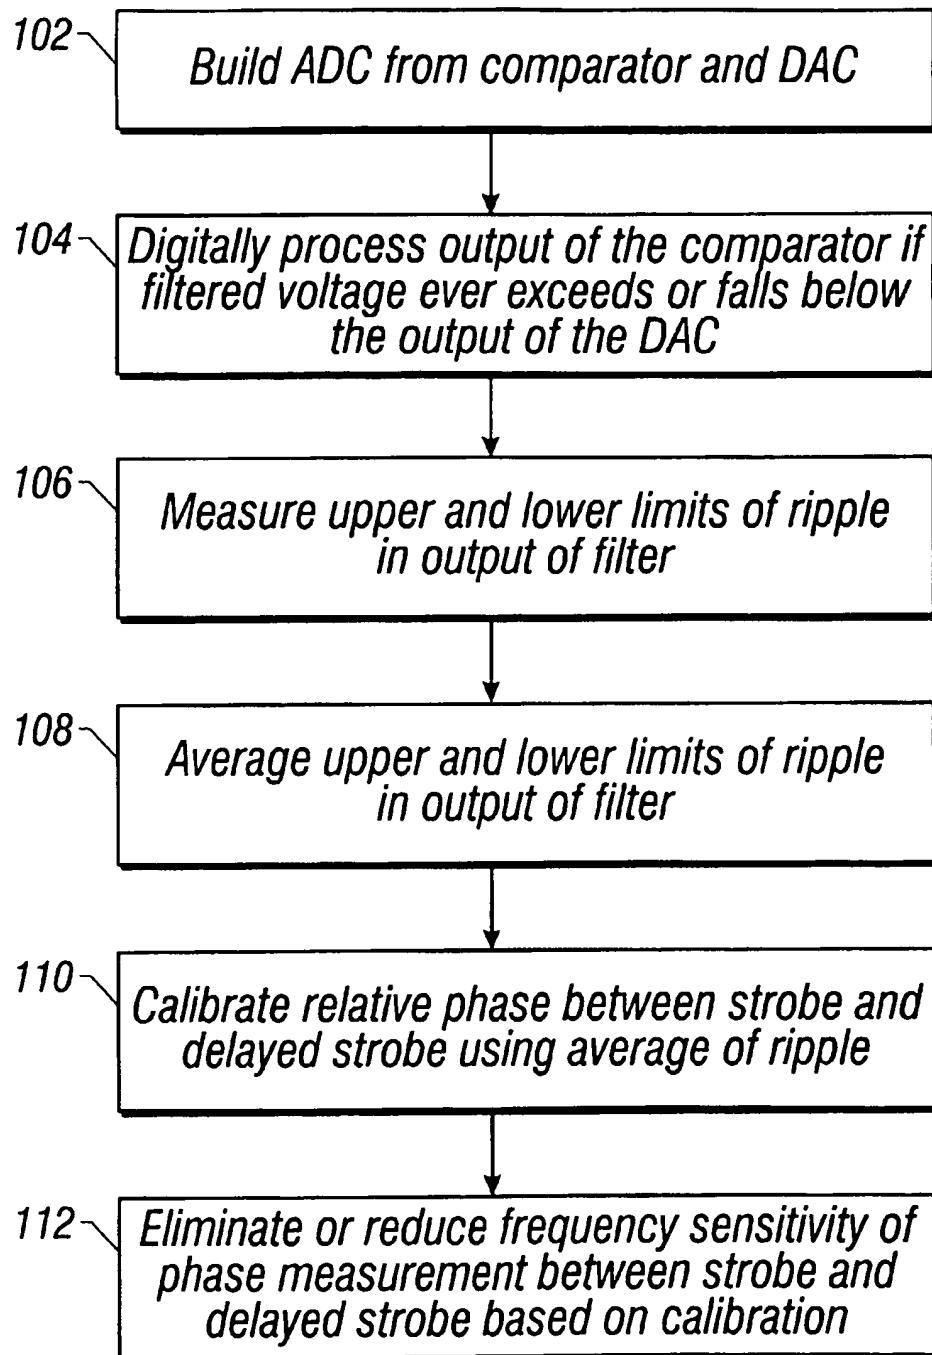 102
Build ADC from comparator and DAC
104
Digitally process output of the comparator if
filtered voltage ever exceeds or falls below
the output of the DAC
106
Measure upper and lower limits of ripple
in output of filter
108
Average upper and lower limits of ripple
in output of filter
110
Calibrate relative phase between strobe and
delayed strobe using average of ripple
112
Eliminate or reduce frequency sensitivity of
phase measurement between strobe and
delayed strobe based on calibration